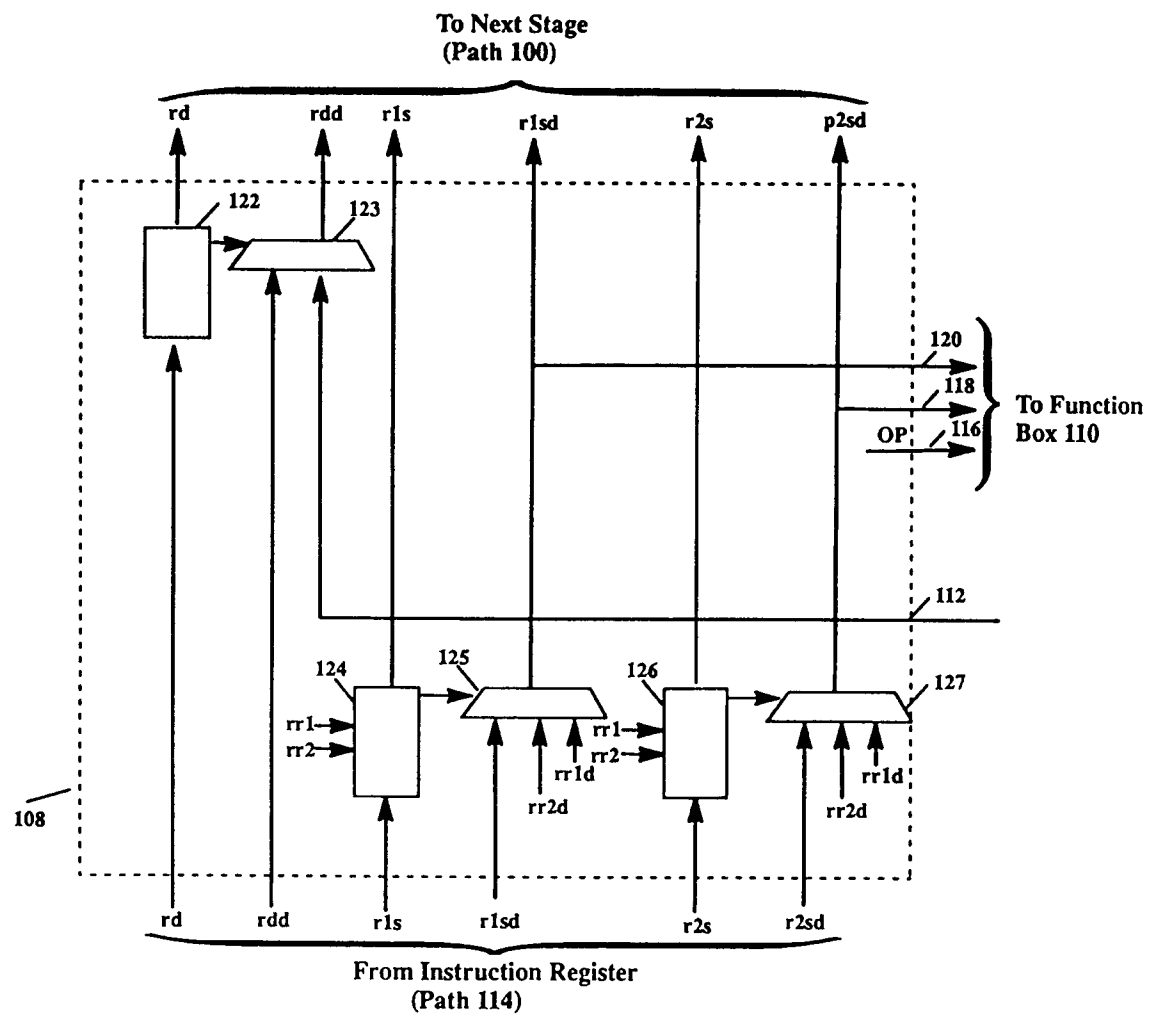 To Next Stage
(Path 100)
rd
rdd
r1s
r1sd
r2s
p2sd
122
123
120
118
OP
116
To Function
Box 110
112
124
125
126
127
rr1
rr2
rr1d
rr2d
rr1
rr2
rr1d
rr2d
108
rd
rdd
r1s
r1sd
r2s
r2sd
From Instruction Register
(Path 114)